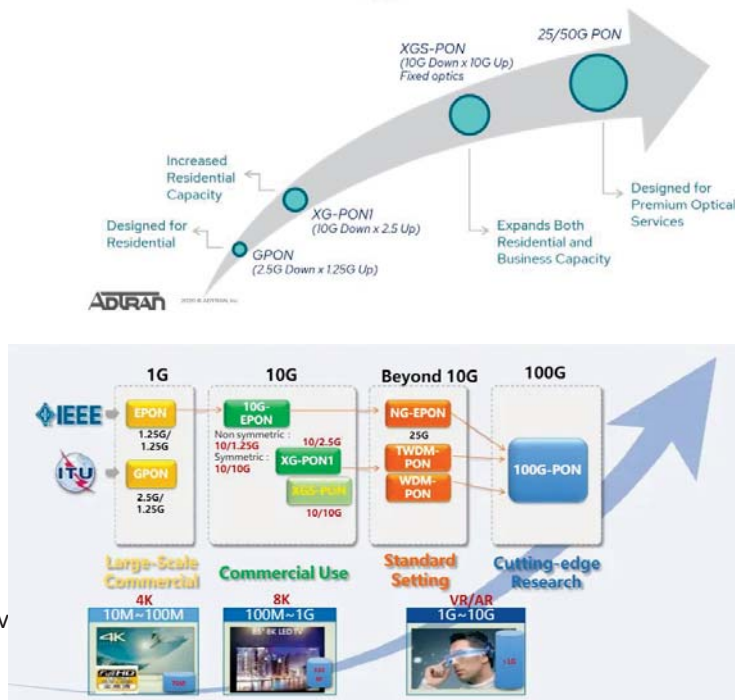 25/50G PON
XGS-PON
(10G Down x 10G Up)
Fixed optics
Increased
Residential
Capacity
XG-PON1
(10G Down x 2.5 Up)
Designed for
Premium Optical
Services
Designed for
Residential
GPON
(2.5G Down x 1.25G Up)
Expands Both
Residential and
Business Capacity
ADTRAN
1G
10G
Beyond 10G
100G
IEEE
EPON
1.25G/
1.25G
10G-
EPON
Non symmetric :
10/1.25G
Symmetric :
10/10G
NG-EPON
25G
ITU
GPON
2.5G/
1.25G
10/2.5G
XG-PON1
XGS-PON
10/10G
TWDM-
PON
WDM-
PON
100G-PON
Large-Scale
Commercial
Commercial Use
Standard
Setting
Cutting-edge
Research
4K
10M~100M
4K
8K
100M~1G
85" 8K LED TV
VR/AR
1G~10G